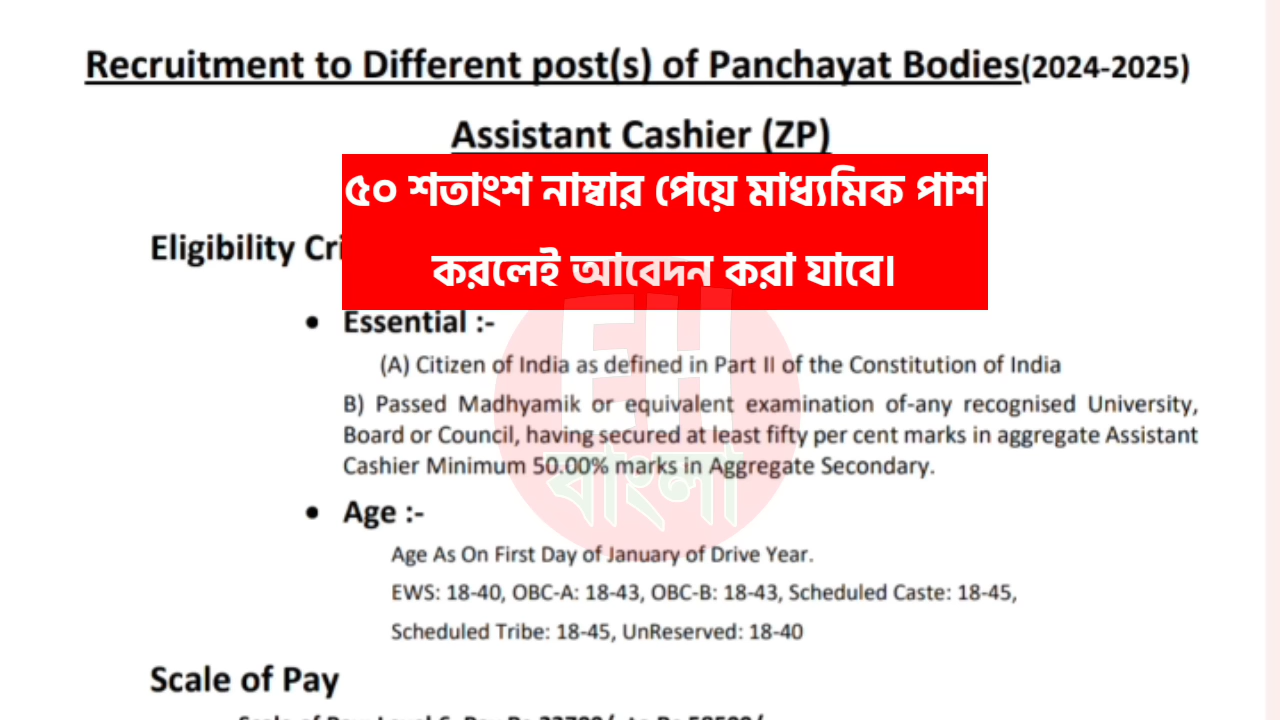 Recruitment to Different post(s) of Panchayat Bodies(2024-2025)
Assistant Cashier (ZP)
৫০ শতাংশ নাম্বার পেয়ে মাধ্যমিক পাশ
করলেই আবেদন করা যাবে।
Eligibility
• Essential :-
(A) Citizen of India as defined in Part II of the Constitution of India
B) Passed Madhyamik or equivalent examination of-any recognised University,
Board or Council, having secured at least fifty per cent marks in aggregate Assistant
Cashier Minimum 50.00% marks in Aggregate Secondary.
EH
বাংলা
• Age :-
Age As On First Day of January of Drive Year.
EWS: 18-40, OBC-A: 18-43, OBC-B: 18-43, Scheduled Caste: 18-45,
Scheduled Tribe: 18-45, UnReserved: 18-40
Scale of Pay